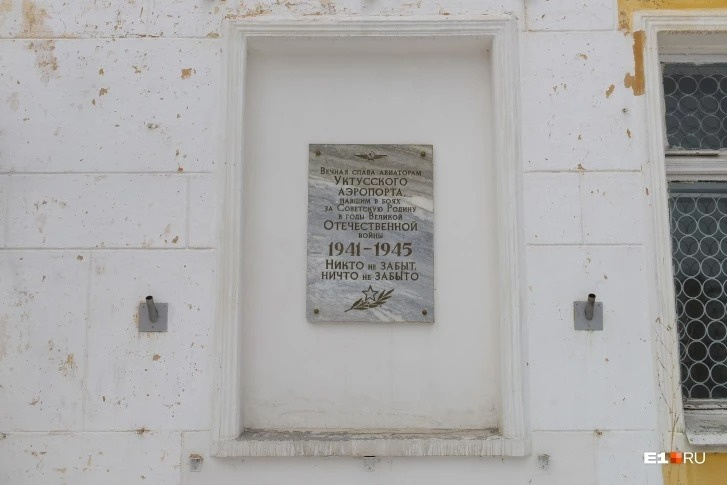 Вечная слава авиаторам
Уктусского
аэропорта,
павшим в боях
за Советскую Родину
в годы Великой
Отечественной
войны
1941-1945
Никто не забыт,
ничто не забыто
E1.RU